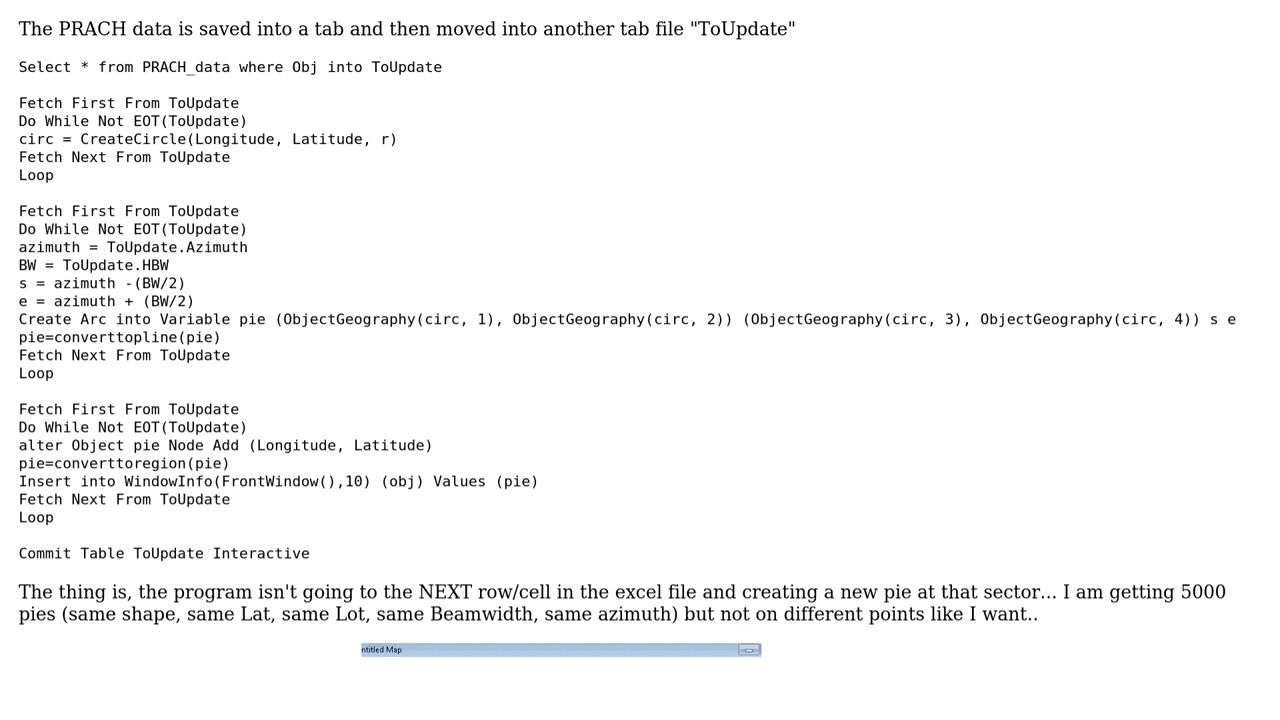 The PRACH data is saved into a tab and then moved into another tab file "ToUpdate"
Select * from PRACH_data where Obj into ToUpdate
Fetch First From ToUpdate
Do While Not EOT(ToUpdate)
circ = CreateCircle(Longitude, Latitude, r)
Fetch Next From ToUpdate
Loop
Fetch First From ToUpdate
Do While Not EOT(ToUpdate)
azimuth = ToUpdate.Azimuth
BW = ToUpdate.HBW
s = azimuth -(BW/2)
e = azimuth + (BW/2)
Create Arc into Variable pie (ObjectGeography(circ, 1), ObjectGeography(circ, 2)) (ObjectGeography(circ, 3), ObjectGeography(circ, 4)) s e
pie=converttopline(pie)
Fetch Next From ToUpdate
Loop
Fetch First From ToUpdate
Do While Not EOT(ToUpdate)
alter Object pie Node Add (Longitude, Latitude)
pie=converttoregion(pie)
Insert into WindowInfo(FrontWindow(),10) (obj) Values (pie)
Fetch Next From ToUpdate
Loop
Commit Table ToUpdate Interactive
The thing is, the program isn't going to the NEXT row/cell in the excel file and creating a new pie at that sector... I am getting 5000
pies (same shape, same Lat, same Lot, same Beamwidth, same azimuth) but not on different points like I want..
ntitled Map